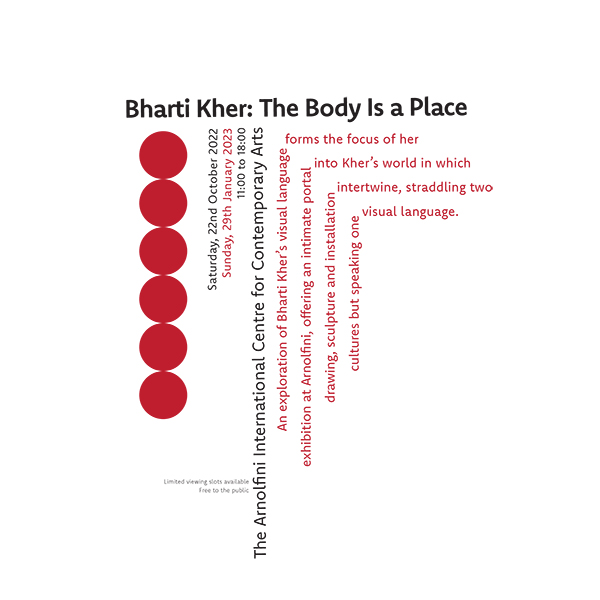 Bharti Kher: The Body Is a Place
Saturday, 22nd October 2022
Sunday, 29th January 2023
11:00 to 18:00
The Arnolfini International Centre for Contemporary Arts
An exploration of Bharti Kher's visual language
forms the focus of her
exhibition at Arnolfini, offering an intimate portal
into Kher's world in which
drawing, sculpture and installation
intertwine, straddling two
cultures but speaking one
visual language.
Limited viewing slots available
Free to the public